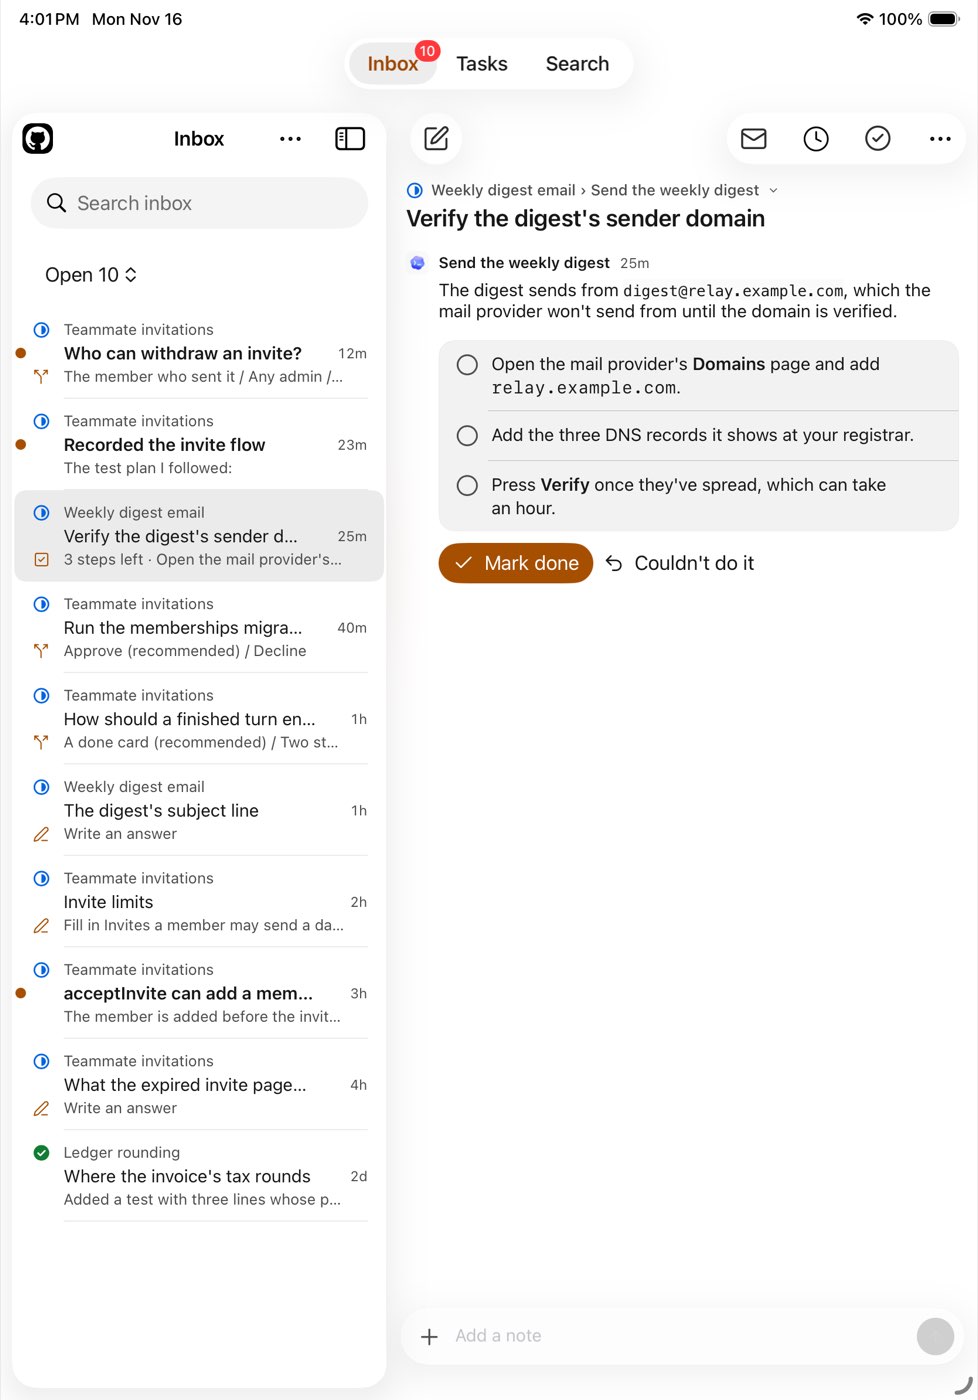 4:01 PM Mon Nov 16
100%
Inbox
10
Tasks
Search
Inbox
Search inbox
Open 10
Teammate invitations
Who can withdraw an invite? 12m
The member who sent it / Any admin /...
Teammate invitations
Recorded the invite flow 23m
The test plan I followed:
Weekly digest email
Verify the digest's sender d... 25m
3 steps left · Open the mail provider's...
Teammate invitations
Run the memberships migra... 40m
Approve (recommended) / Decline
Teammate invitations
How should a finished turn en... 1h
A done card (recommended) / Two st...
Weekly digest email
The digest's subject line 1h
Write an answer
Teammate invitations
Invite limits 2h
Fill in Invites a member may send a da...
Teammate invitations
acceptInvite can add a mem... 3h
The member is added before the invit...
Teammate invitations
What the expired invite page... 4h
Write an answer
Ledger rounding
Where the invoice's tax rounds 2d
Added a test with three lines whose p...
Weekly digest email › Send the weekly digest
Verify the digest's sender domain
Send the weekly digest 25m
The digest sends from digest@relay.example.com, which the
mail provider won't send from until the domain is verified.
Open the mail provider's Domains page and add
relay.example.com.
Add the three DNS records it shows at your registrar.
Press Verify once they've spread, which can take
an hour.
Mark done
Couldn't do it
Add a note